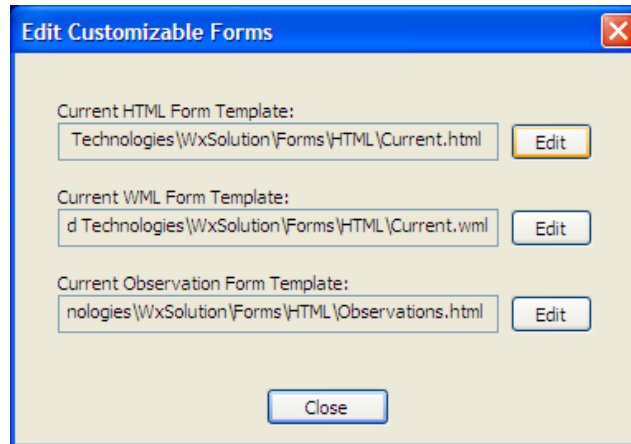 Edit Customizable Forms
Current HTML Form Template:
Technologies\WxSolution\Forms\HTML\Current.html
Edit
Current WML Form Template:
d Technologies\WxSolution\Forms\HTML\Current.wml
Edit
Current Observation Form Template:
nologies\WxSolution\Forms\HTML\Observations.html
Edit
Close